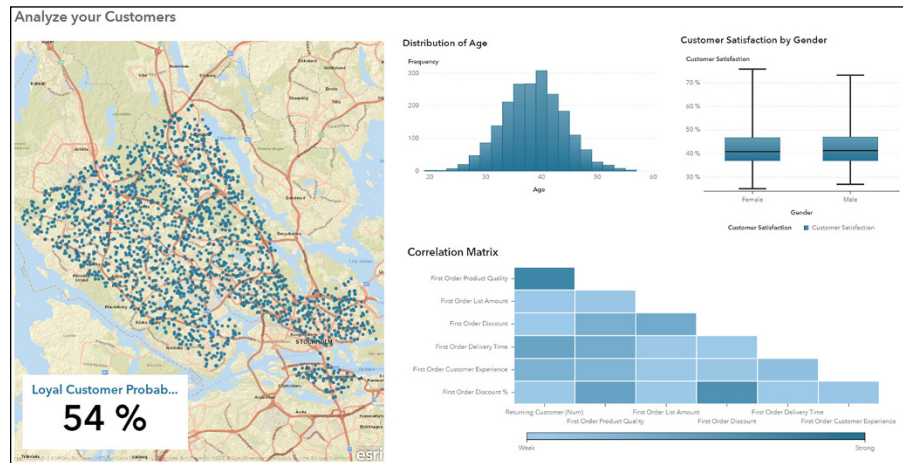 Analyze your Customers
Distribution of Age
Frequency
300
200
100
0
20
30
40
50
60
Age
Customer Satisfaction by Gender
Customer Satisfaction
70 %
60 %
50 %
40 %
30 %
Female
Male
Gender
Customer Satisfaction
Customer Satisfaction
STOCKHOLM
Loyal Customer Probab...
54 %
esri
Correlation Matrix
First Order Product Quality
First Order List Amount
First Order Discount
First Order Delivery Time
First Order Customer Experience
First Order Discount %
Returning Customer (Num)
First Order List Amount
First Order Delivery Time
First Order Product Quality
First Order Discount
First Order Customer Experience
Weak
Strong